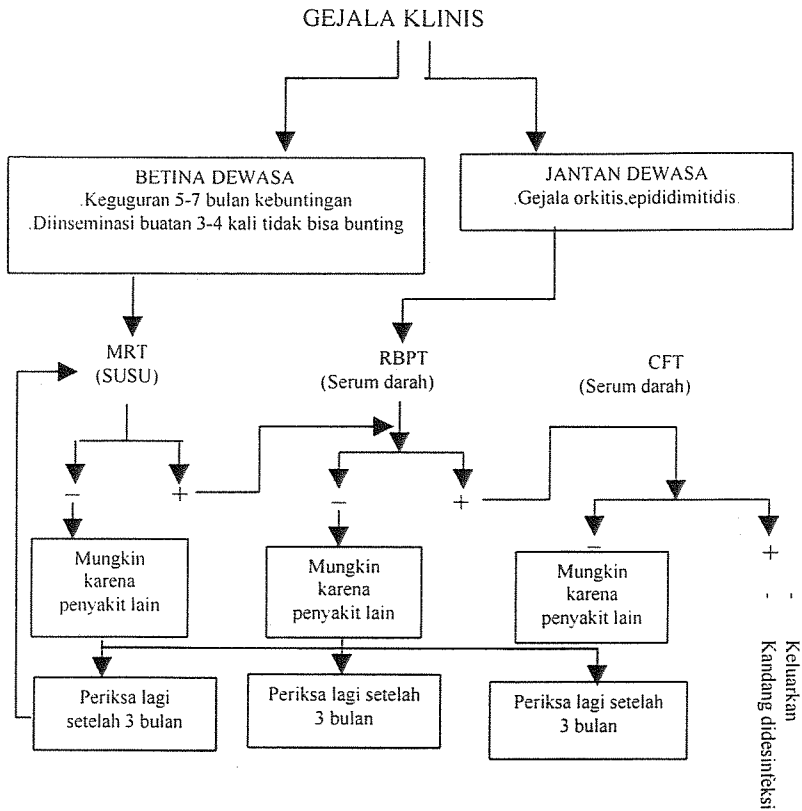 GEJALA KLINIS
BETINA DEWASA
.Keguguran 5-7 bulan kebuntingan
.Diinseminasi buatan 3-4 kali tidak bisa bunting
JANTAN DEWASA
.Gejala orkitis,epididimitidis.
MRT
(SUSU)
RBPT
(Serum darah)
CFT
(Serum darah)
– +
– +
– +
Mungkin
karena
penyakit lain
Mungkin
karena
penyakit lain
Mungkin karena
penyakit lain
Periksa lagi
setelah 3 bulan
Periksa lagi setelah
3 bulan
Periksa lagi setelah
3 bulan
- Keluarkan
- Kandang didesinfeksi